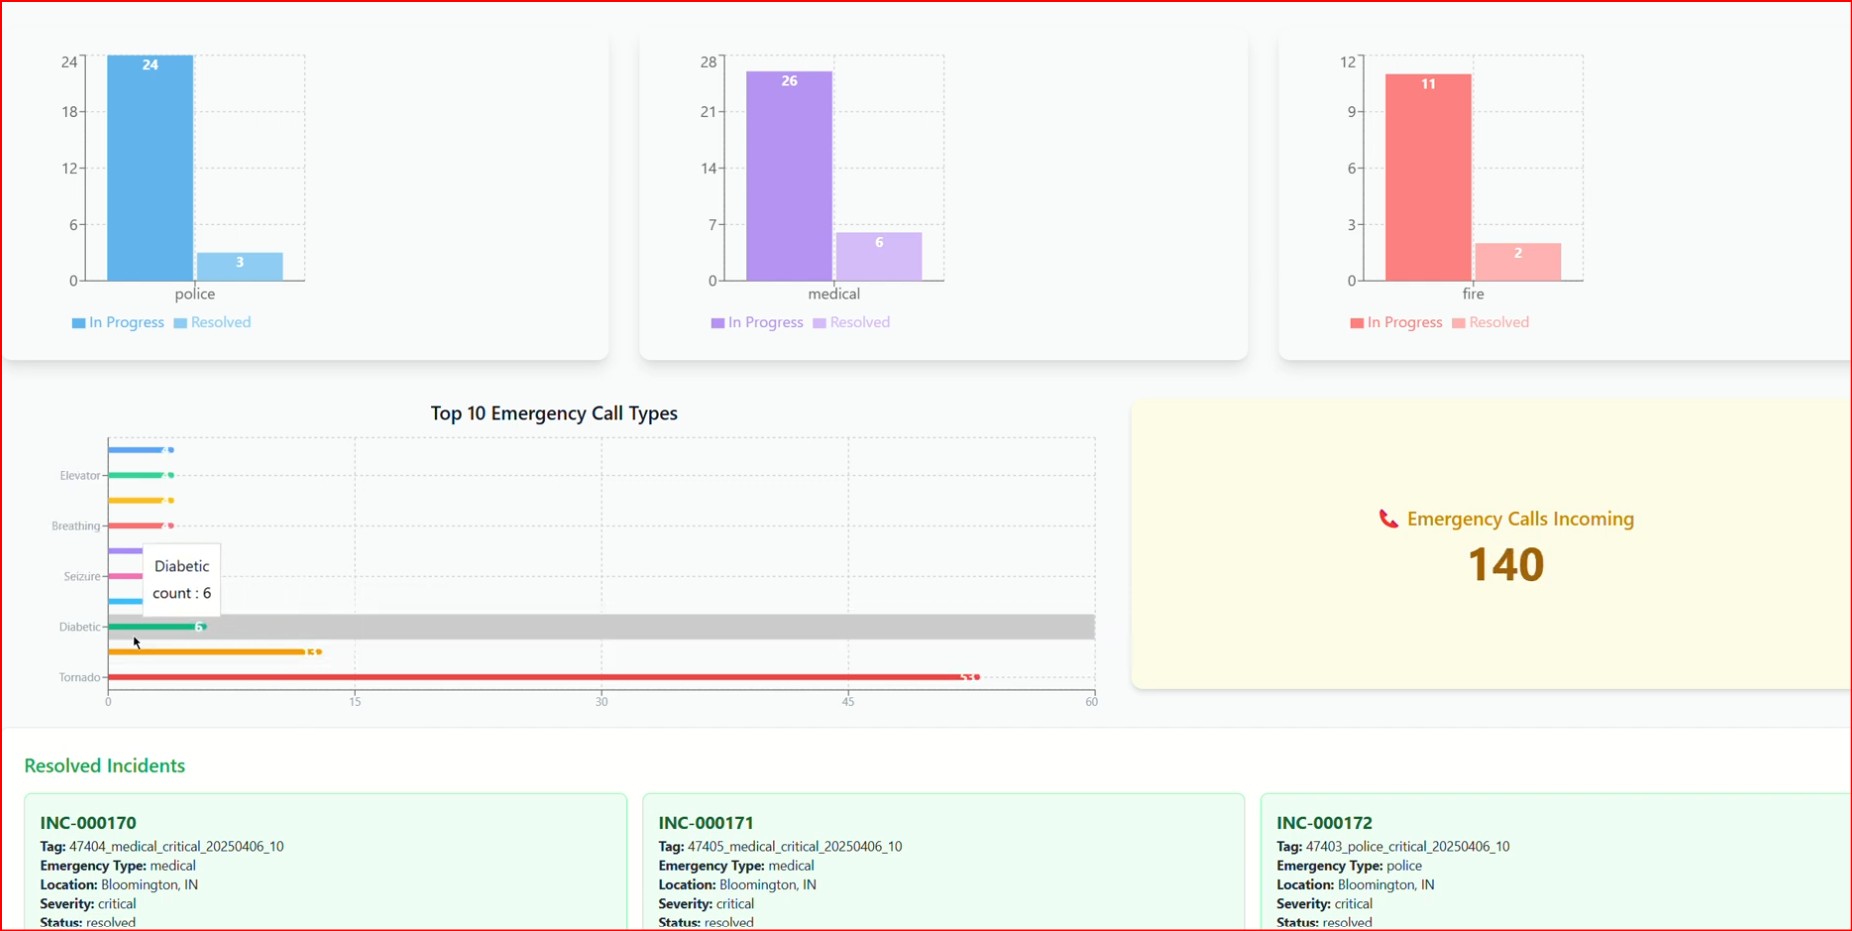 24
18
12
6
0
24
3
police
In Progress Resolved
28
21
14
7
0
26
6
medical
In Progress Resolved
12
9
6
3
0
11
2
fire
In Progress Resolved
Top 10 Emergency Call Types
Elevator
Breathing
Seizure
Diabetic
count : 6
Diabetic
6
13
Tornado
53
0 15 30 45 60
Emergency Calls Incoming
140
Resolved Incidents
INC-000170
Tag: 47404_medical_critical_20250406_10
Emergency Type: medical
Location: Bloomington, IN
Severity: critical
Status: resolved
INC-000171
Tag: 47405_medical_critical_20250406_10
Emergency Type: medical
Location: Bloomington, IN
Severity: critical
Status: resolved
INC-000172
Tag: 47403_police_critical_20250406_10
Emergency Type: police
Location: Bloomington, IN
Severity: critical
Status: resolved